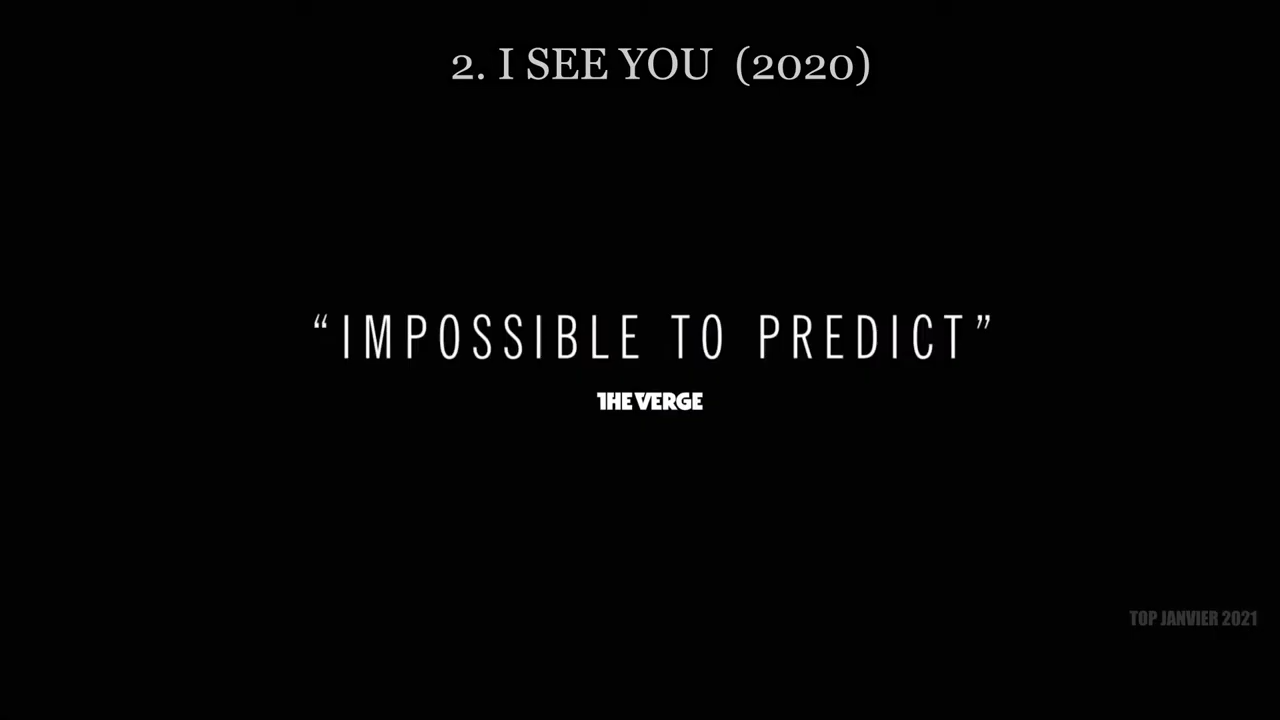 2. I SEE YOU (2020)
“IMPOSSIBLE TO PREDICT”
THE VERGE
TOP JANVIER 2021